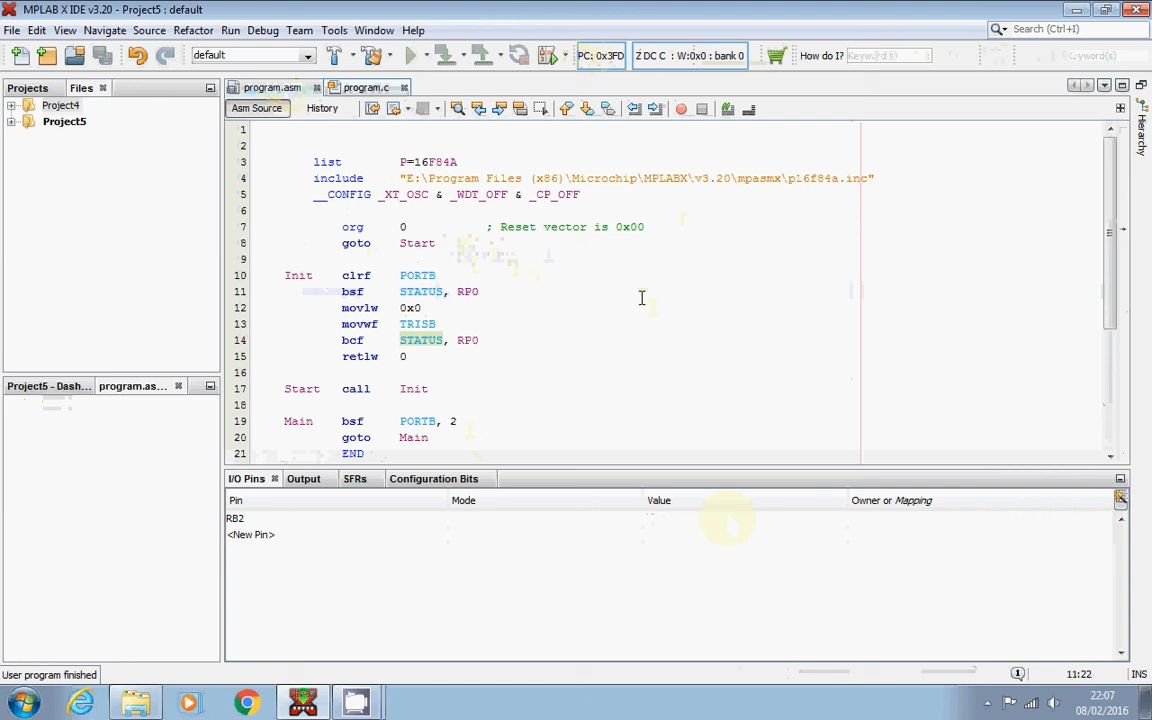 MPLAB X IDE v3.20 - Project5 : default
File Edit View Navigate Source Refactor Run Debug Team Tools Window Help
Search (Ctrl+I)
default
PC: 0x3FD
Z DC C : W:0x0 : bank 0
How do I?
Keyword(s)
Projects Files
program.asm program.c
Project4
Project5
Asm Source History
Hierarchy
1
2
3 list P=16F84A
4 include "E:\Program Files (x86)\Microchip\MPLABX\v3.20\mpasmx\p16f84a.inc"
5 __CONFIG _XT_OSC & _WDT_OFF & _CP_OFF
6
7 org 0 ; Reset vector is 0x00
8 goto Start
9
10 Init clrf PORTB
11 bsf STATUS, RP0
12 movlw 0x0
13 movwf TRISB
14 bcf STATUS, RP0
15 retlw 0
16
17 Start call Init
18
19 Main bsf PORTB, 2
20 goto Main
21 END
Project5 - Dash... program.as...
I/O Pins Output SFRs Configuration Bits
Pin Mode Value Owner or Mapping
RB2
<New Pin>
User program finished
1
11:22
INS
22:07
08/02/2016